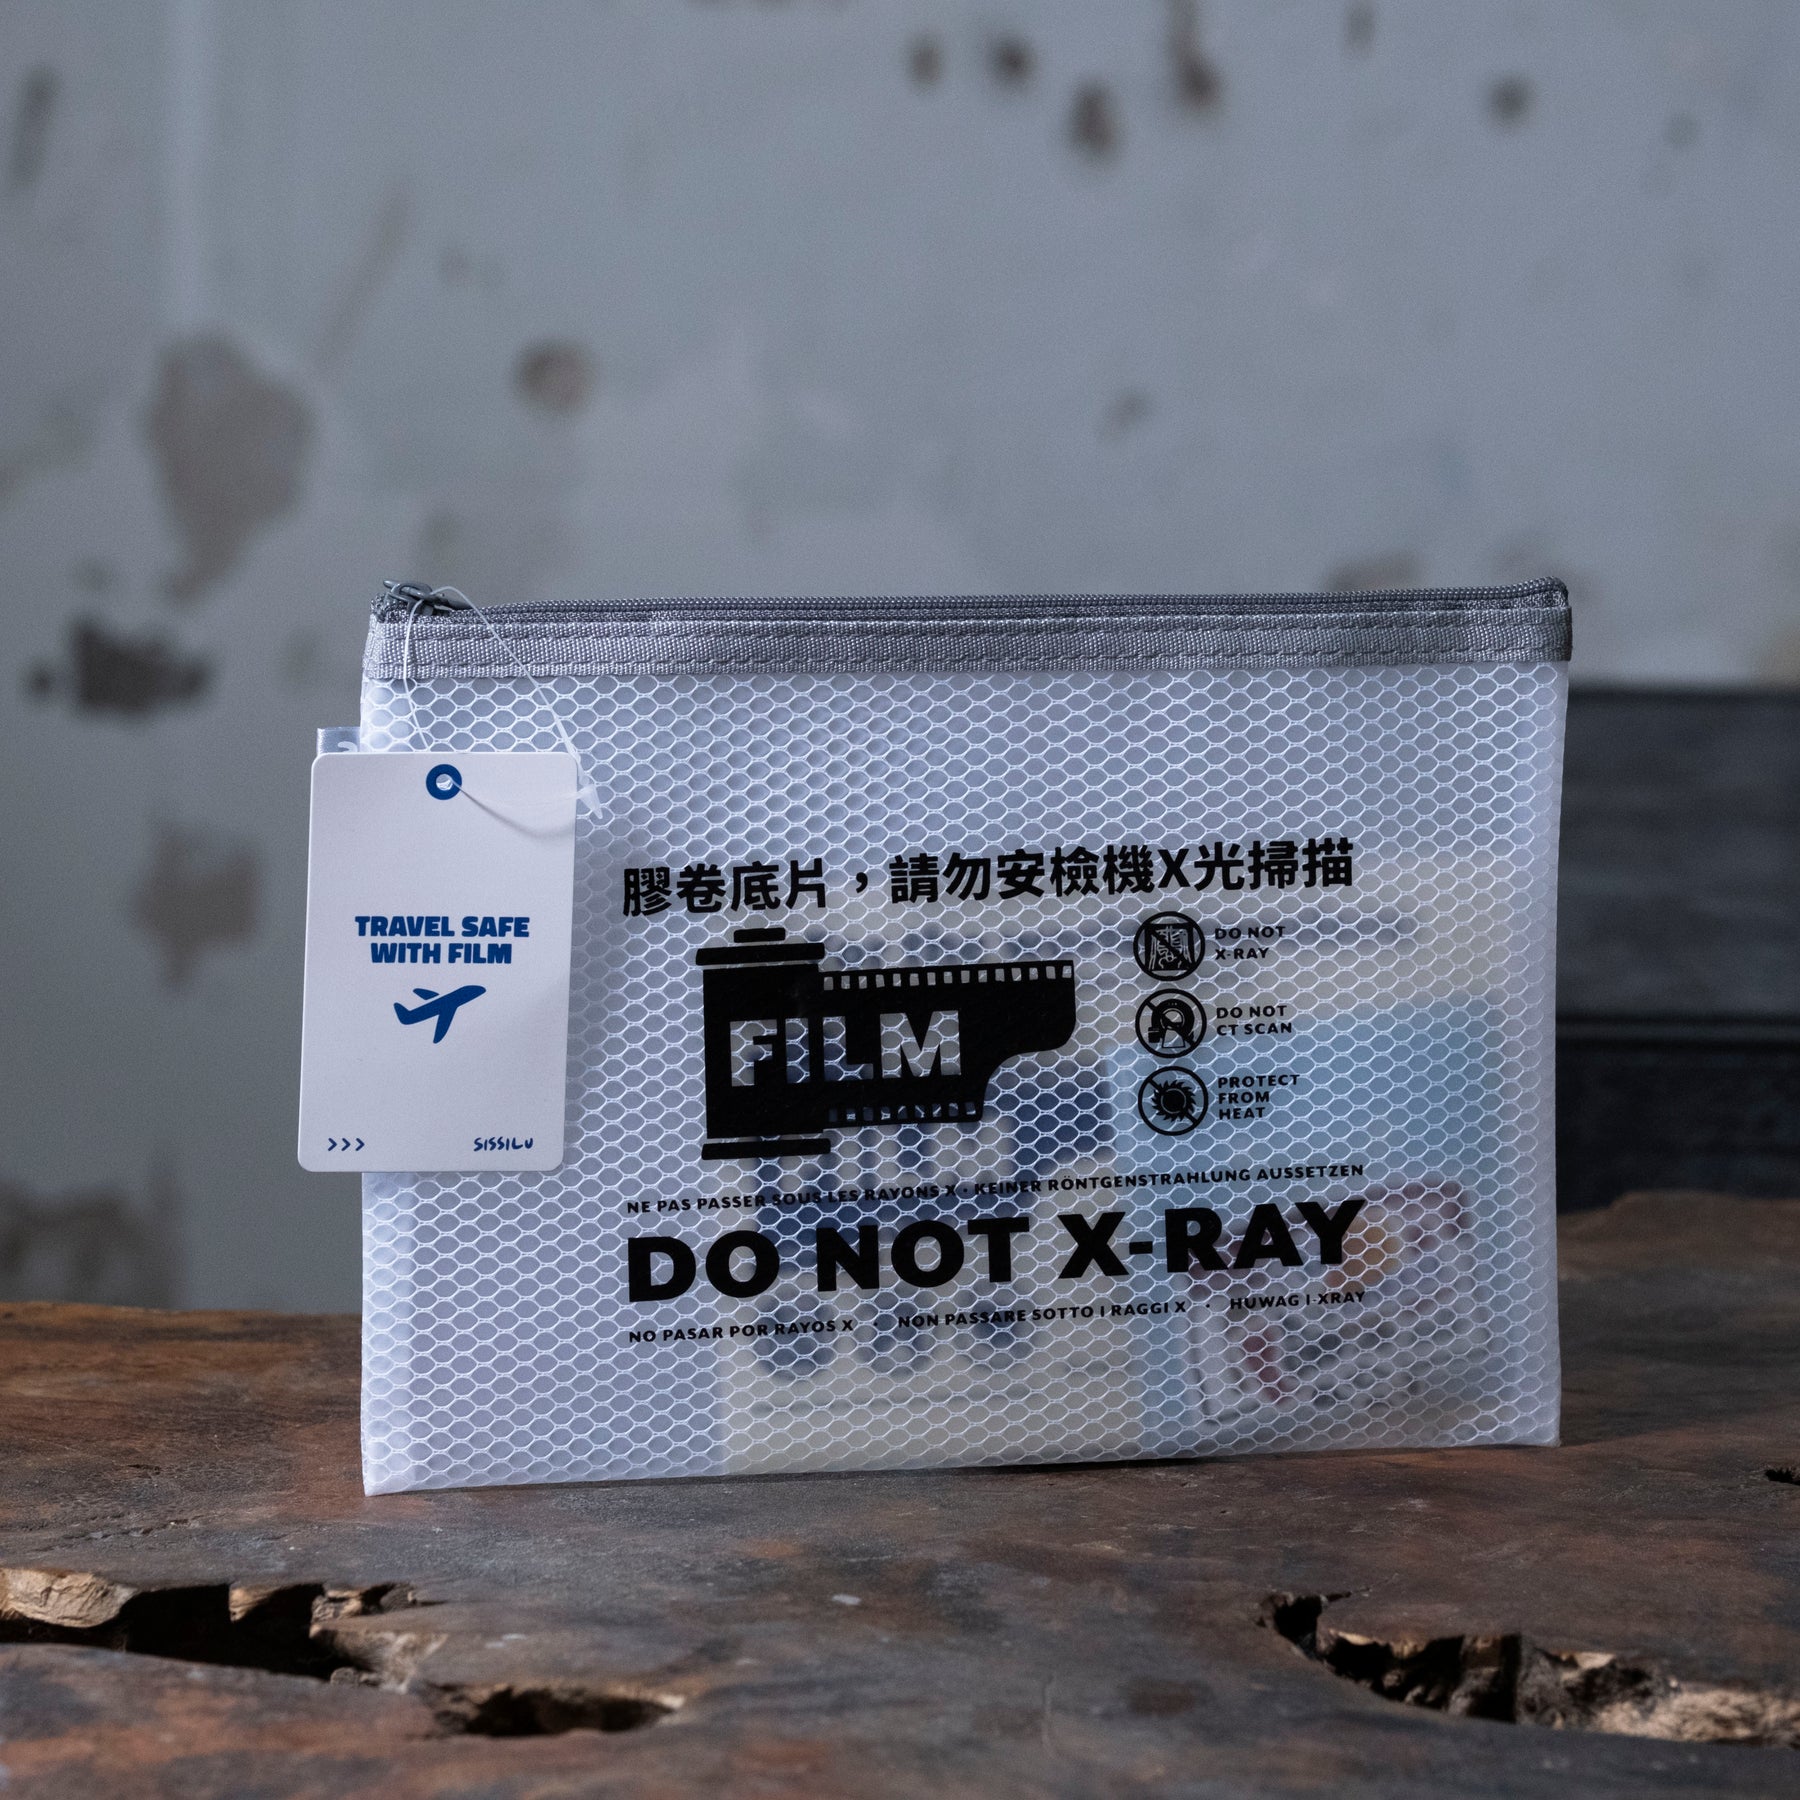 TRAVEL SAFE
WITH FILM
>>> SISSILU
膠卷底片，請勿安檢機X光掃描
FILM
DO NOT
X-RAY
DO NOT
CT SCAN
PROTECT
FROM
HEAT
NE PAS PASSER SOUS LES RAYONS X · KEINER RÖNTGENSTRAHLUNG AUSSETZEN
DO NOT X-RAY
NO PASAR POR RAYOS X · NON PASSARE SOTTO I RAGGI X · HUWAG I-XRAY